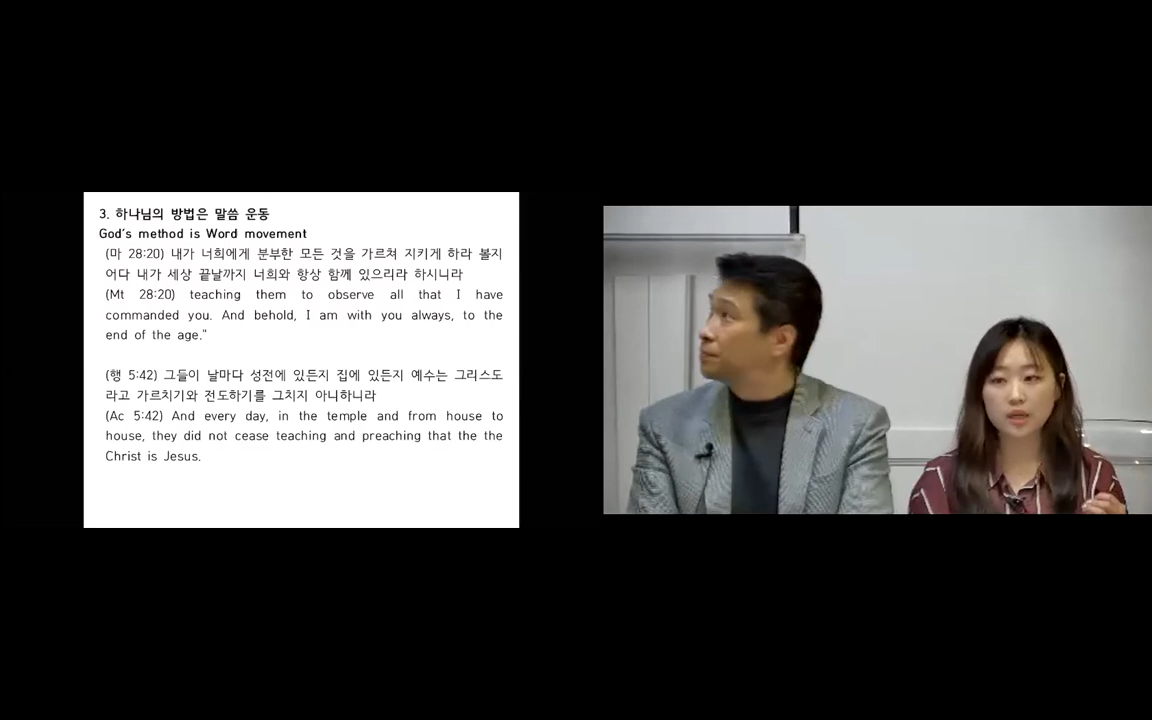 3. 하나님의 방법은 말씀 운동
God's method is Word movement
(마 28:20) 내가 너희에게 분부한 모든 것을 가르쳐 지키게 하라 볼지
어다 내가 세상 끝날까지 너희와 항상 함께 있으리라 하시니라
(Mt 28:20) teaching them to observe all that I have
commanded you. And behold, I am with you always, to the
end of the age."
(행 5:42) 그들이 날마다 성전에 있든지 집에 있든지 예수는 그리스도
라고 가르치기와 전도하기를 그치지 아니하니라
(Ac 5:42) And every day, in the temple and from house to
house, they did not cease teaching and preaching that the the
Christ is Jesus.